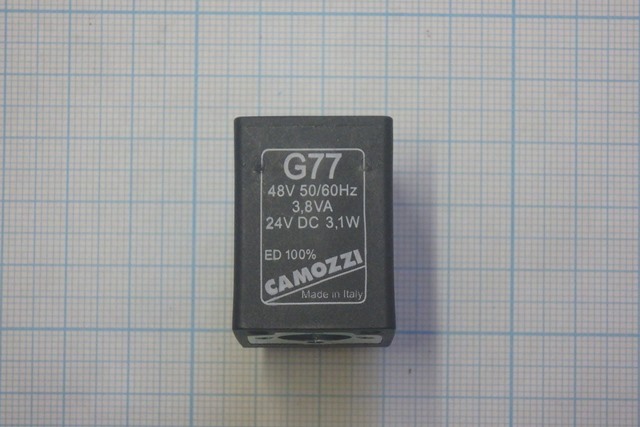 G77
48V 50/60Hz
3,8VA
24V DC 3,1W
ED 100%
CAMOZZI
Made in Italy